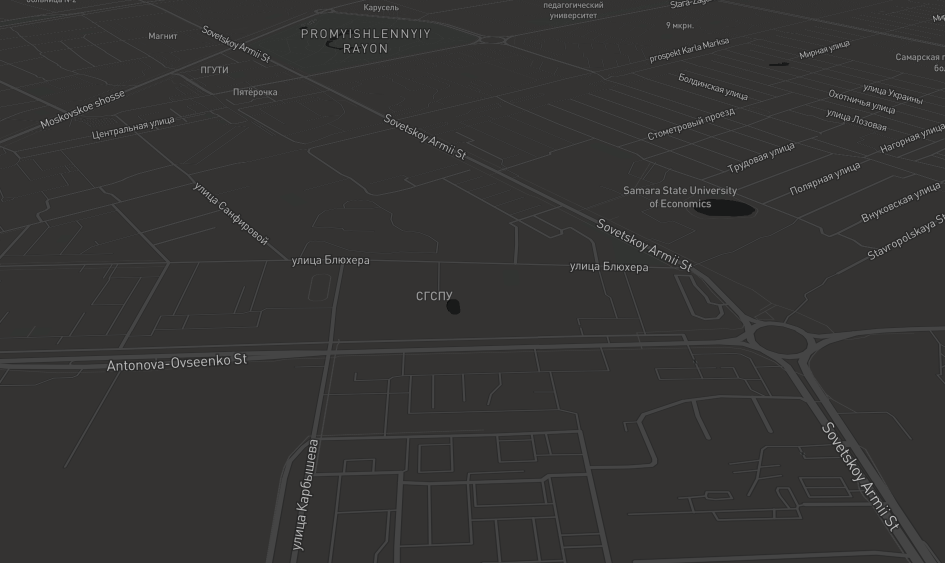 Карусель
педагогический
университет
Stara-Zag
9 мкрн.
Магнит
Sovetskoy Armii St
PROMYISHLENNYIY
RAYON
prospekt Karla Marksa
Мирная улица
ПГУТИ
Самарская
Пятёрочка
Болдинская улица
улица Украины
Moskovskoe shosse
Охотничья улица
Центральная улица
Sovetskoy Armii St
Стометровый проезд
улица Лозовая
Нагорная улица
Трудовая улица
Полярная улица
Samara State University
of Economics
улица Санфировой
Внуковская улица
Sovetskoy Armii St
Stavropolskaya S
улица Блюхера
улица Блюхера
СГСПУ
Antonova-Ovseenko St
улица Карбышева
Sovetskoy Armii St